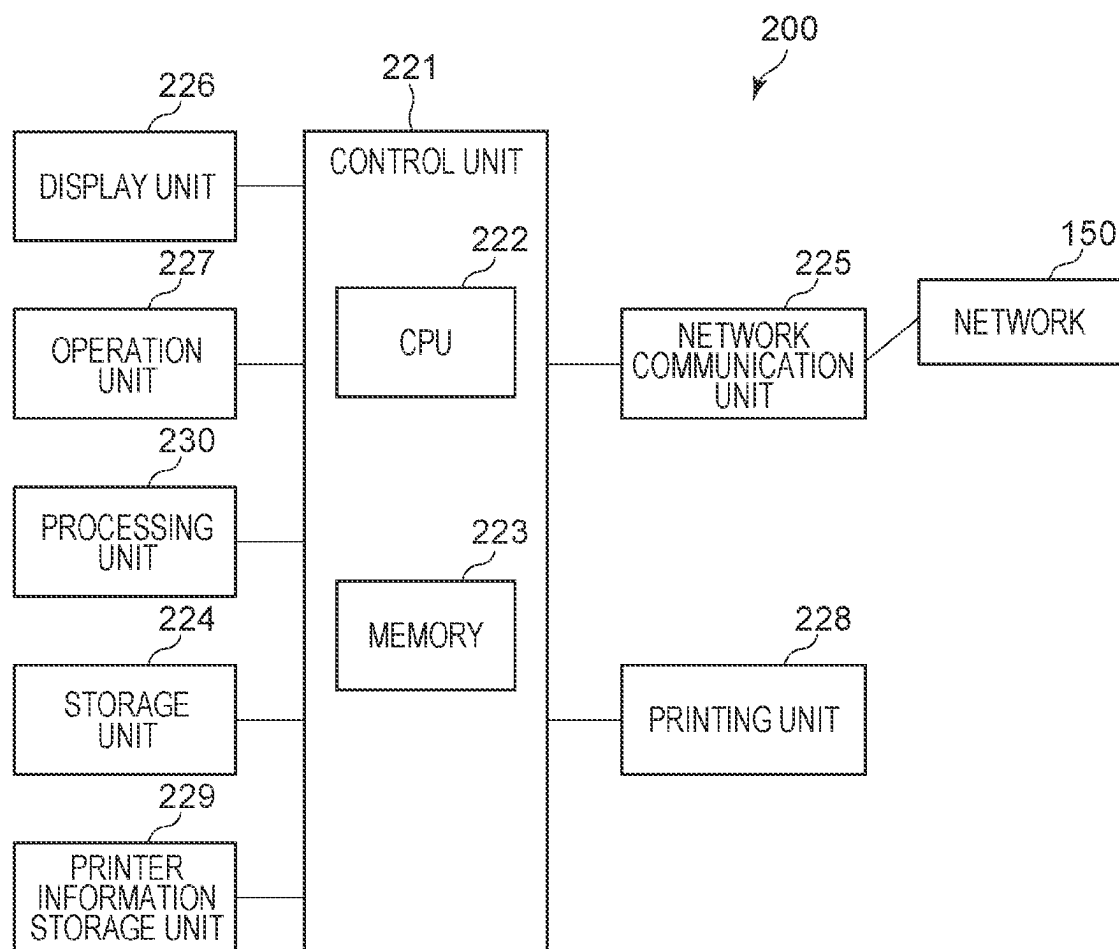 200
221
226
CONTROL UNIT
DISPLAY UNIT
222
150
227
225
CPU
NETWORK
OPERATION
UNIT
NETWORK
COMMUNICATION
UNIT
230
PROCESSING
UNIT
223
224
MEMORY
228
STORAGE
UNIT
PRINTING UNIT
229
PRINTER
INFORMATION
STORAGE UNIT